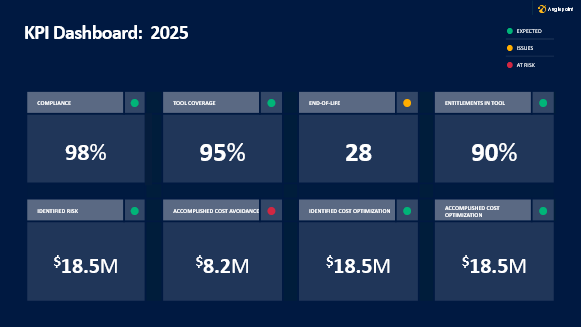 Anglepoint
KPI Dashboard: 2025
EXPECTED
ISSUES
AT RISK
COMPLIANCE
TOOL COVERAGE
END-OF-LIFE
ENTITLEMENTS IN TOOL
98%
95%
28
90%
IDENTIFIED RISK
ACCOMPLISHED COST AVOIDANCE
IDENTIFIED COST OPTIMIZATION
ACCOMPLISHED COST
OPTIMIZATION
$18.5M
$8.2M
$18.5M
$18.5M